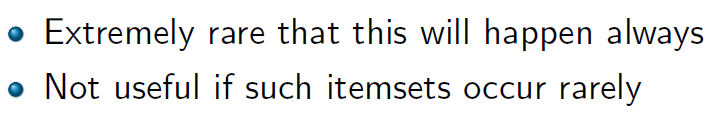 Extremely rare that this will happen always
Not useful if such itemsets occur rarely